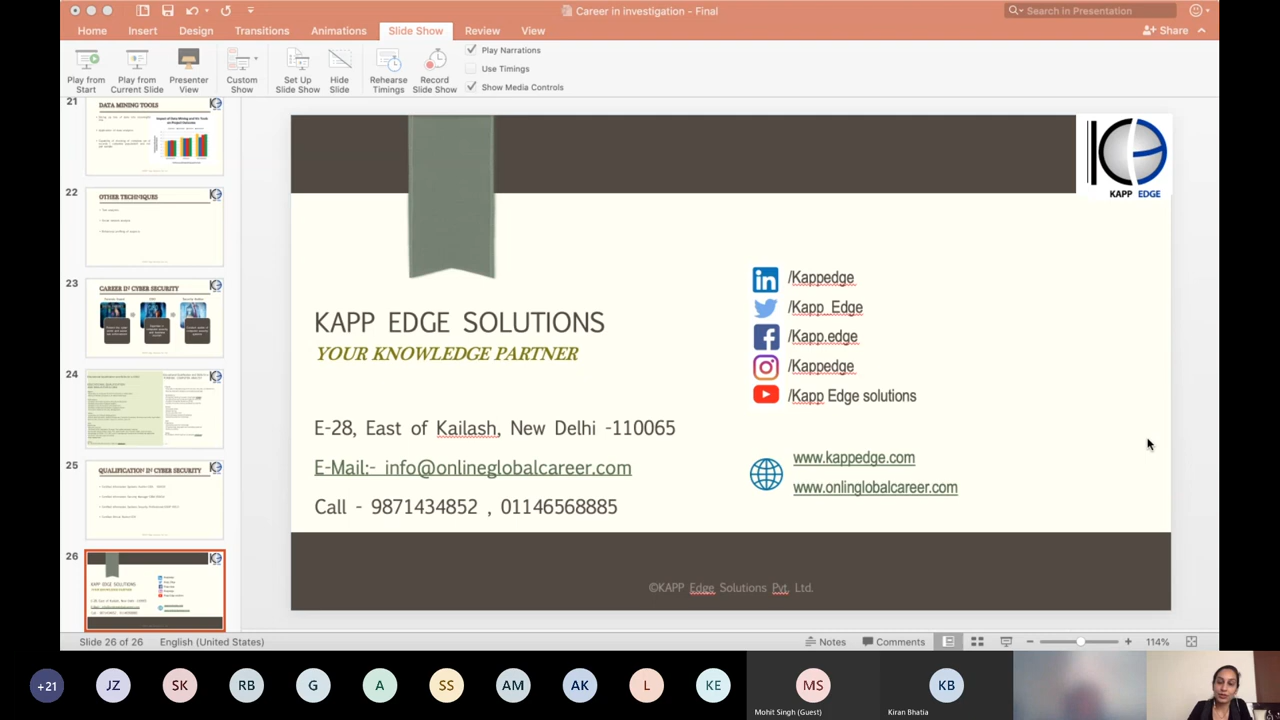 Career in investigation - Final
Search in Presentation
Home Insert Design Transitions Animations Slide Show Review View
Share
Play from Start
Play from Current Slide
Presenter View
Custom Show
Set Up Slide Show
Hide Slide
Rehearse Timings
Record Slide Show
Play Narrations
Use Timings
Show Media Controls
21
DATA MINING TOOLS
22
OTHER TECHNIQUES
23
CAREER IN CYBER SECURITY
24
25
QUALIFICATION IN CYBER SECURITY
26
KAPP EDGE SOLUTIONS
KAPP EDGE
KAPP EDGE SOLUTIONS
YOUR KNOWLEDGE PARTNER
E-28, East of Kailash, New Delhi -110065
E-Mail:- info@onlineglobalcareer.com
Call - 9871434852 , 01146568885
/Kappedge
/Kapp_Edge
/Kapp.edge
/Kappedge
/Kapp Edge solutions
www.kappedge.com
www.onlinglobalcareer.com
©KAPP Edge Solutions Pvt. Ltd.
Slide 26 of 26 English (United States)
Notes Comments 114%
+21 JZ SK RB G A SS AM AK L KE MS KB
Mohit Singh (Guest) Kiran Bhatia